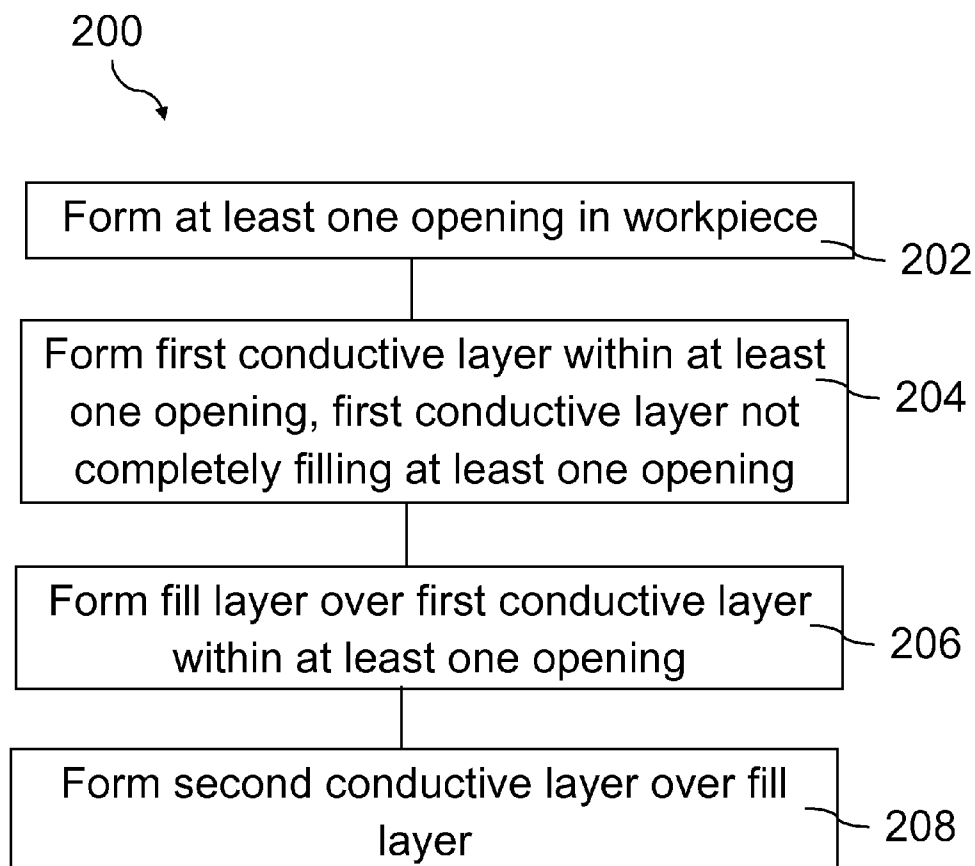 200
Form at least one opening in workpiece
202
Form first conductive layer within at least
one opening, first conductive layer not
completely filling at least one opening
204
Form fill layer over first conductive layer
within at least one opening
206
Form second conductive layer over fill
layer
208